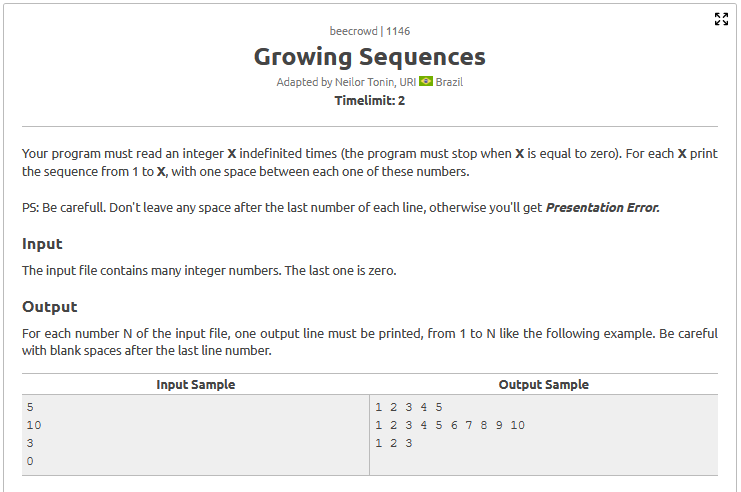 beecrowd | 1146
Growing Sequences
Adapted by Neilor Tonin, URI Brazil
Timelimit: 2
Your program must read an integer X indefinited times (the program must stop when X is equal to zero). For each X print
the sequence from 1 to X, with one space between each one of these numbers.
PS: Be carefull. Don't leave any space after the last number of each line, otherwise you'll get Presentation Error.
Input
The input file contains many integer numbers. The last one is zero.
Output
For each number N of the input file, one output line must be printed, from 1 to N like the following example. Be careful
with blank spaces after the last line number.
Input Sample Output Sample
5 1 2 3 4 5
10 1 2 3 4 5 6 7 8 9 10
3 1 2 3
0